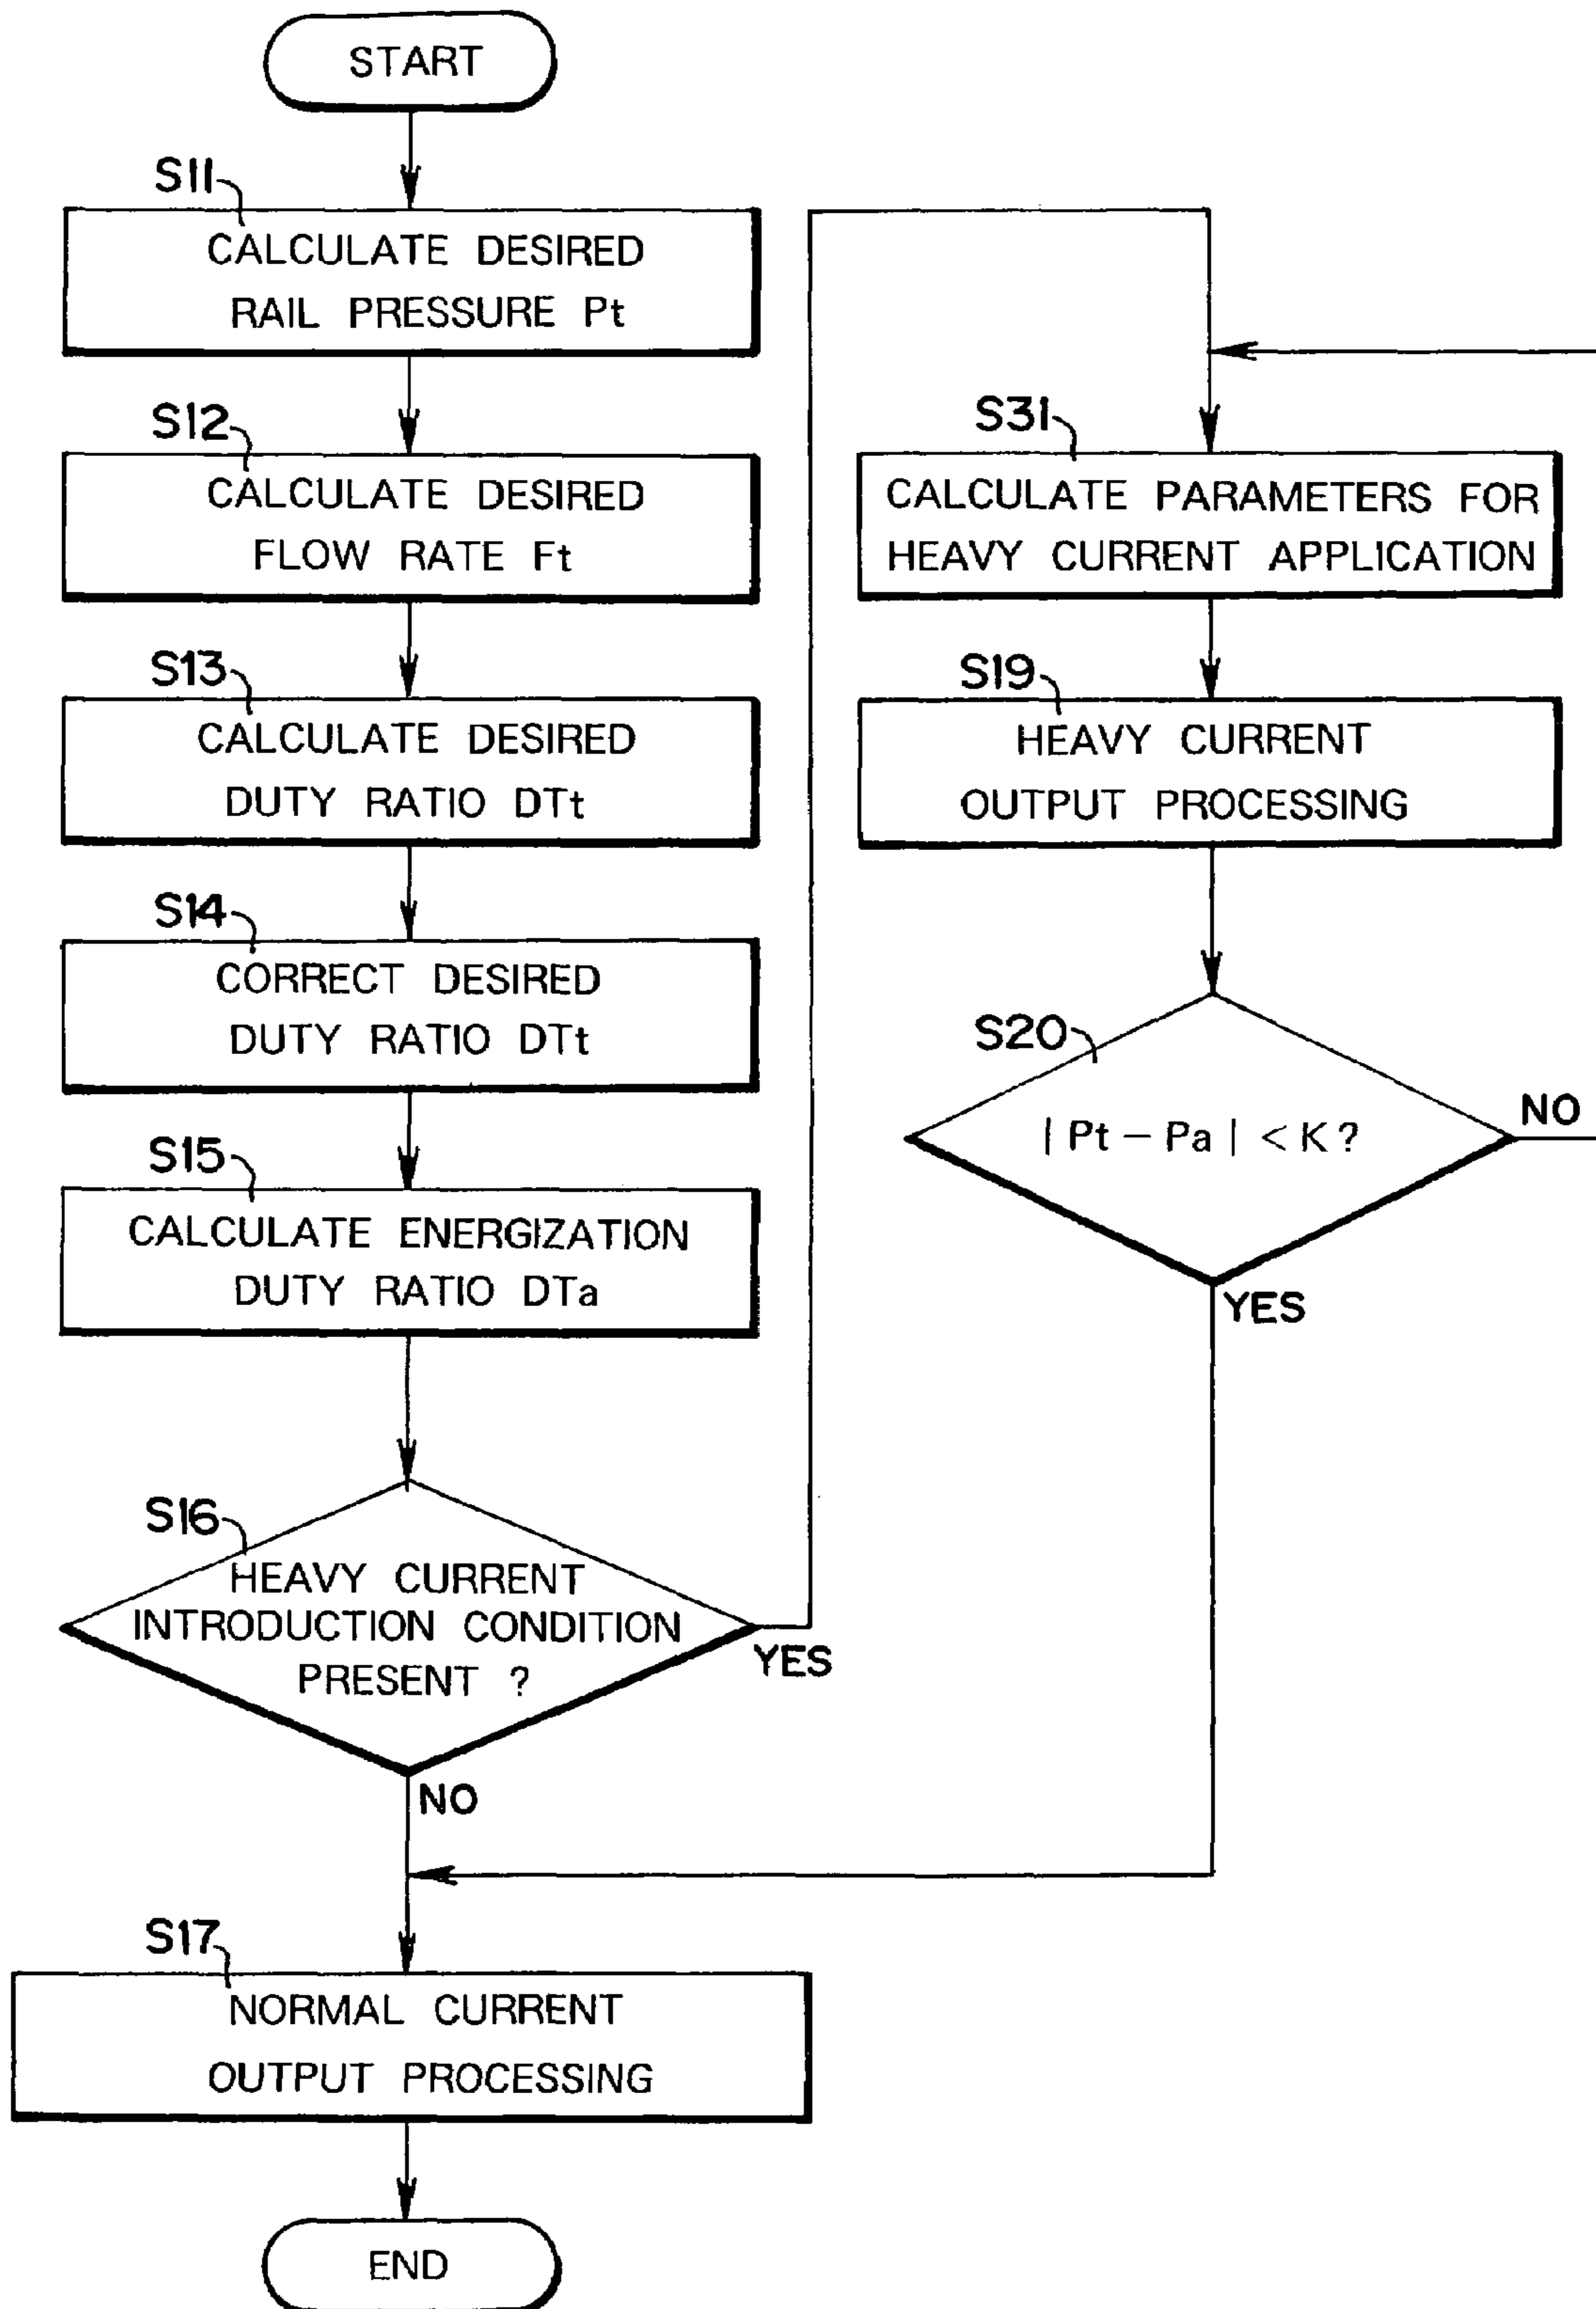 START
S11
CALCULATE DESIRED
RAIL PRESSURE Pt
S12
CALCULATE DESIRED
FLOW RATE Ft
S13
CALCULATE DESIRED
DUTY RATIO DTt
S14
CORRECT DESIRED
DUTY RATIO DTt
S15
CALCULATE ENERGIZATION
DUTY RATIO DTa
S16
HEAVY CURRENT
INTRODUCTION CONDITION
PRESENT ?
YES
NO
S17
NORMAL CURRENT
OUTPUT PROCESSING
END
S31
CALCULATE PARAMETERS FOR
HEAVY CURRENT APPLICATION
S19
HEAVY CURRENT
OUTPUT PROCESSING
S20
| Pt – Pa | < K ?
NO
YES